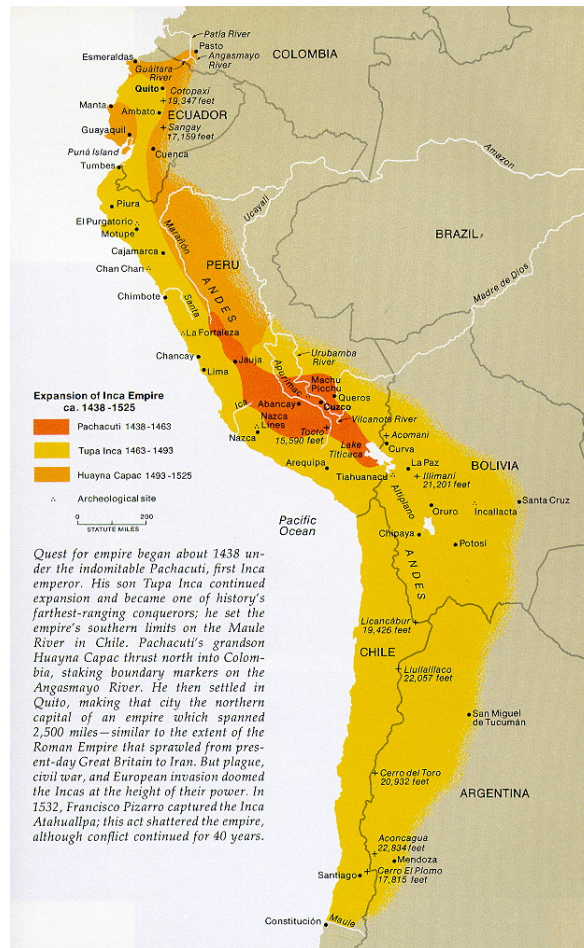 Patía River
Pasto
Angasmayo
River
COLOMBIA
Esmeraldas
Guáitara
River
Quito
Cotopaxi
19,347 feet
Manta
Ambato
ECUADOR
Sangay
17,159 feet
Guayaquil
Puná Island
Cuenca
Tumbes
Amazon
Piura
Ucayali
El Purgatorio
Motupe
Marañón
BRAZIL
Cajamarca
PERU
Chan Chan
ANDES
Madre de Dios
Chimbote
Santa
La Fortaleza
Urubamba
River
Chancay
Jauja
Lima
Apurimac
Machu
Picchu
Queros
Expansion of Inca Empire
ca. 1438 -1525
Ica
Abancay
Cuzco
Pachacuti 1438-1463
Nazca
Lines
Tocto
15,590 feet
Vilcanote River
Nazca
Acomani
Tupa Inca 1463-1493
Lake
Titicaca
Curva
Arequipa
La Paz
BOLIVIA
Huayna Capac 1493-1525
Tiahuanacu
Illimani
21,201 feet
Archeological site
Altiplano
Santa Cruz
Oruro
Incallacta
0
200
STATUTE MILES
Pacific
Ocean
Chipaya
Potosí
ANDES
Quest for empire began about 1438 un-
der the indomitable Pachacuti, first Inca
emperor. His son Tupa Inca continued
expansion and became one of history's
farthest-ranging conquerors; he set the
empire's southern limits on the Maule
River in Chile. Pachacuti's grandson
Huayna Capac thrust north into Colom-
bia, staking boundary markers on the
Angasmayo River. He then settled in
Quito, making that city the northern
capital of an empire which spanned
2,500 miles—similar to the extent of the
Roman Empire that sprawled from pres-
ent-day Great Britain to Iran. But plague,
civil war, and European invasion doomed
the Incas at the height of their power. In
1532, Francisco Pizarro captured the Inca
Atahuallpa; this act shattered the empire,
although conflict continued for 40 years.
Licancábur
19,426 feet
CHILE
Llullaillaco
22,057 feet
San Miguel
de Tucumán
Cerro del Toro
20,932 feet
ARGENTINA
Aconcagua
22,834 feet
Mendoza
Santiago
Cerro El Plomo
17,815 feet
Constitución
Maule